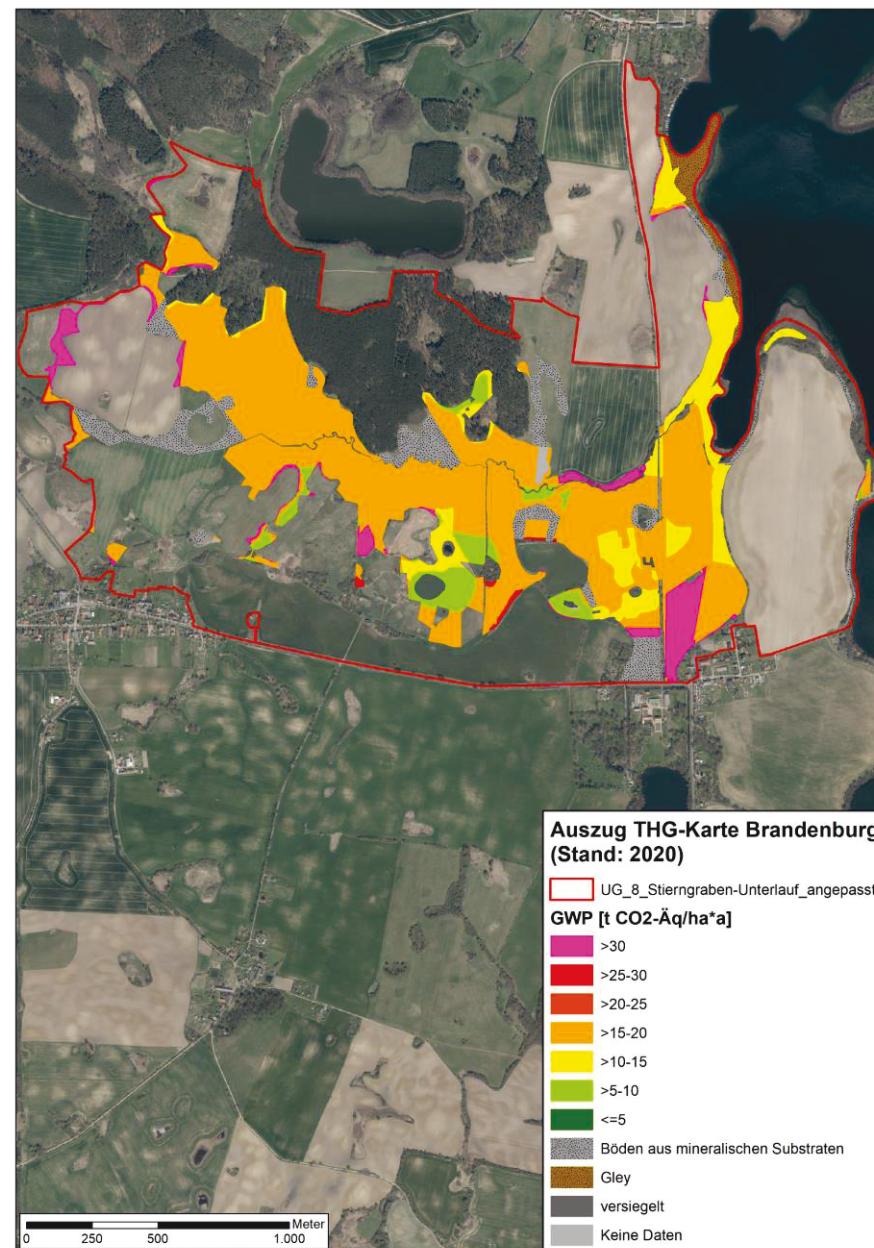 Auszug THG-Karte Brandenburg
(Stand: 2020)
UG_8_Stierngraben-Unterlauf_angepasst
GWP [t CO2-Äq/ha*a]
>30
>25-30
>20-25
>15-20
>10-15
>5-10
<=5
Böden aus mineralischen Substraten
Gley
versiegelt
Keine Daten
Meter
0 250 500 1.000